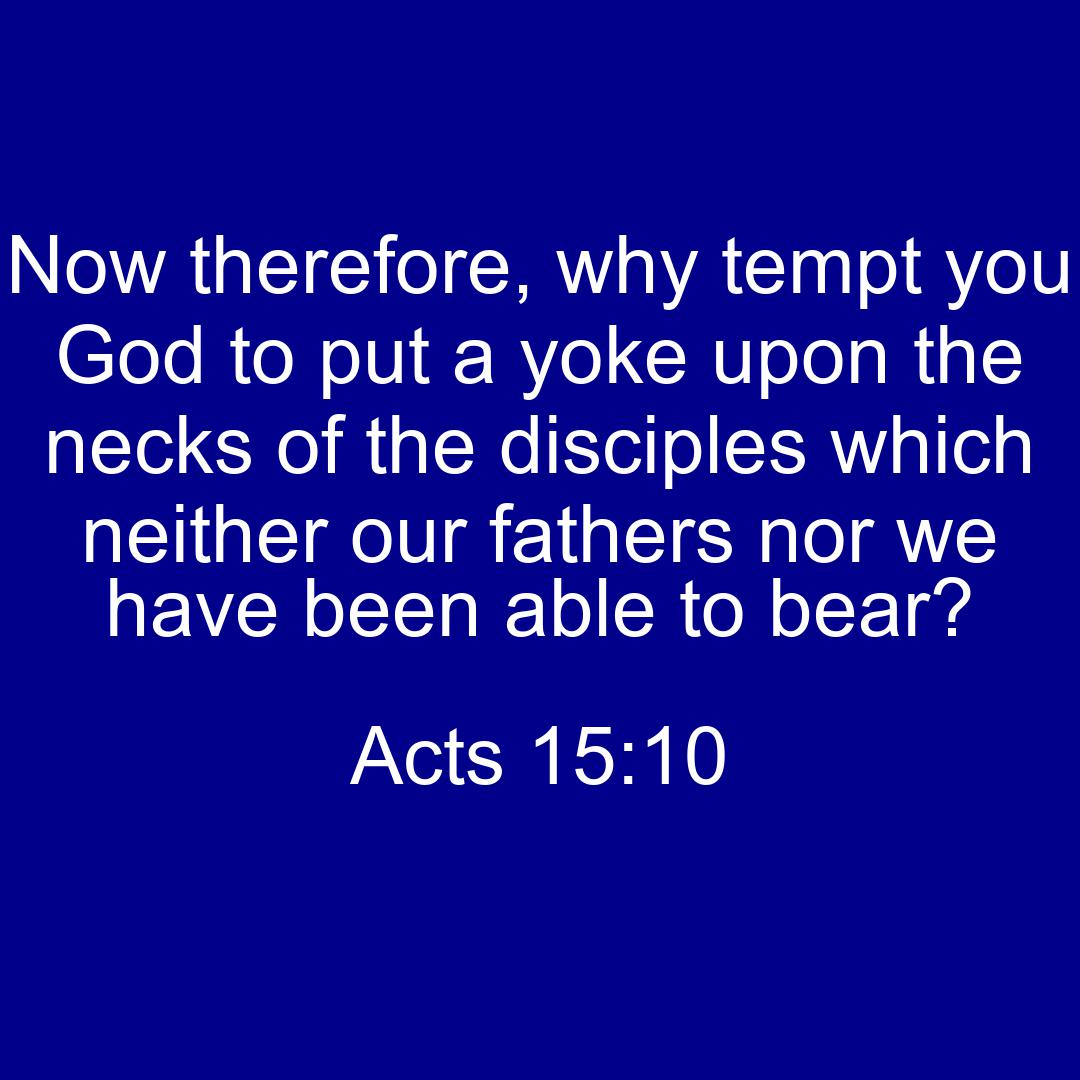 Now therefore, why tempt you
God to put a yoke upon the
necks of the disciples which
neither our fathers nor we
have been able to bear?
Acts 15:10